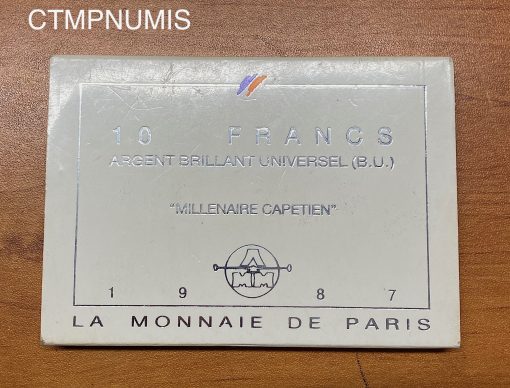 CTMPNUMIS
10 FRANCS
ARGENT BRILLANT UNIVERSEL (B.U.)
"MILLENAIRE CAPETIEN"
1 9 8 7
LA MONNAIE DE PARIS